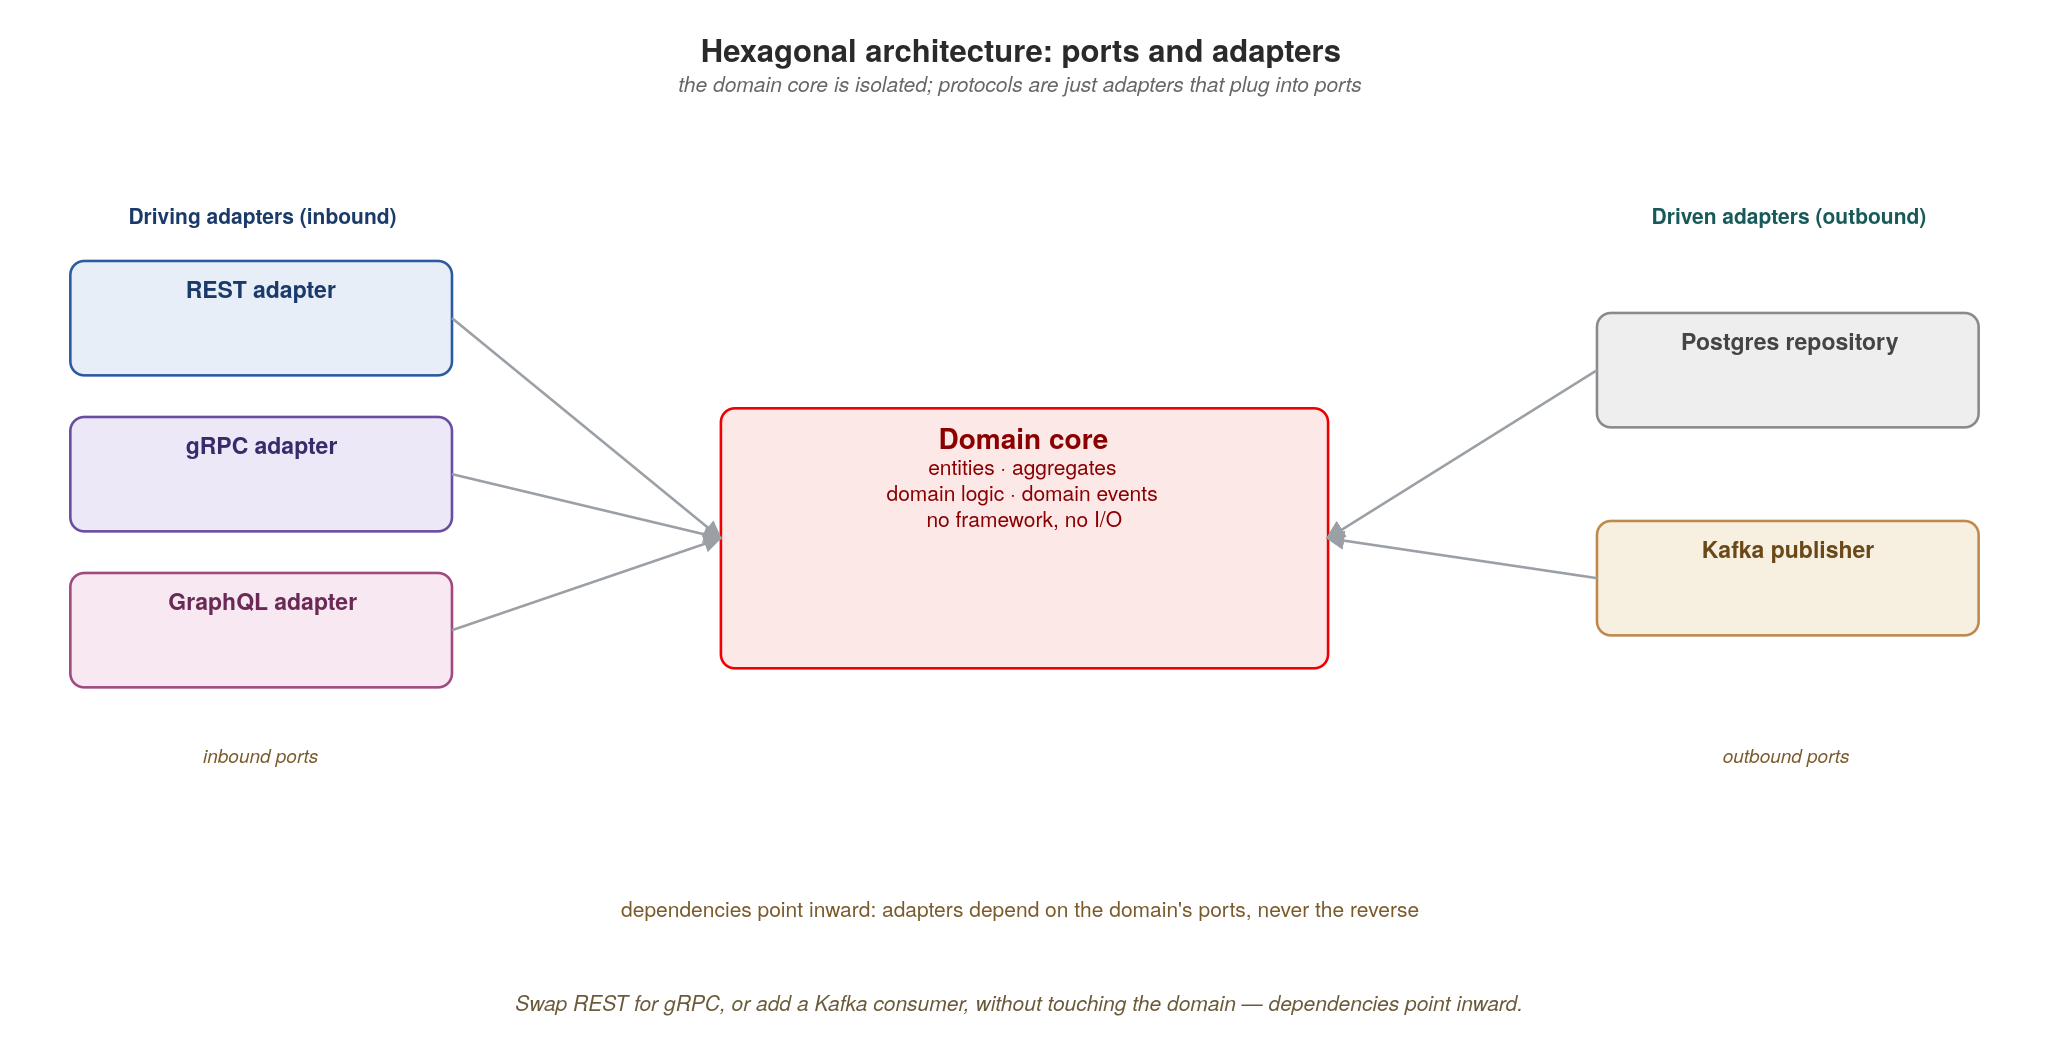 Hexagonal architecture: ports and adapters
the domain core is isolated; protocols are just adapters that plug into ports
Driving adapters (inbound)
REST adapter
gRPC adapter
GraphQL adapter
inbound ports
Domain core
entities · aggregates
domain logic · domain events
no framework, no I/O
Driven adapters (outbound)
Postgres repository
Kafka publisher
outbound ports
dependencies point inward: adapters depend on the domain's ports, never the reverse
Swap REST for gRPC, or add a Kafka consumer, without touching the domain — dependencies point inward.